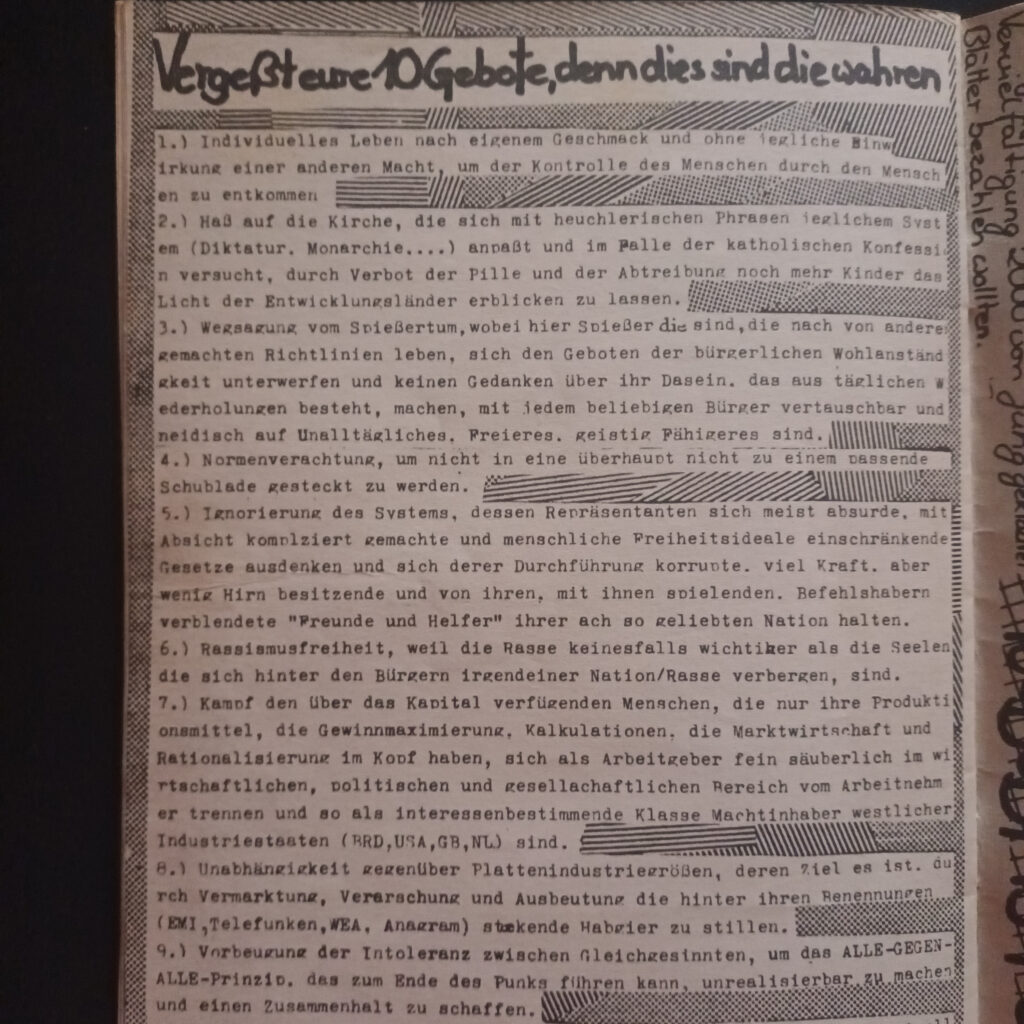 Vergeßt eure 10 Gebote, denn dies sind die wahren
1.) Individuelles Leben nach eigenem Geschmack und ohne jegliche Einw
irkung einer anderen Macht, um der Kontrolle des Menschen durch den Mensch
en zu entkommen
2.) Haß auf die Kirche, die sich mit heuchlerischen Phrasen jeglichem Syst
em (Diktatur, Monarchie....) anpaßt und im Falle der katholischen Konfessi
n versucht, durch Verbot der Pille und der Abtreibung noch mehr Kinder das
Licht der Entwicklungsländer erblicken zu lassen.
3.) Wegsagung vom Spießertum, wobei hier Spießer die sind, die nach von andere
gemachten Richtlinien leben, sich den Geboten der bürgerlichen Wohlanständ
gkeit unterwerfen und keinen Gedanken über ihr Dasein, das aus täglichen w
ederholungen besteht, machen, mit jedem beliebigen Bürger vertauschbar und
neidisch auf Unalltägliches, Freieres, geistig Fähigeres sind.
4.) Normenverachtung, um nicht in eine überhaupt nicht zu einem passende
Schublade gesteckt zu werden.
5.) Ignorierung des Systems, dessen Repräsentanten sich meist absurde, mit
Absicht komplziert gemachte und menschliche Freiheitsideale einschränkende
Gesetze ausdenken und sich derer Durchführung korrupte, viel Kraft, aber
wenig Hirn besitzende und von ihren, mit ihnen spielenden, Befehlshabern
verblendete "Freunde und Helfer" ihrer ach so geliebten Nation halten.
6.) Rassismusfreiheit, weil die Rasse keinesfalls wichtiker als die Seelen
die sich hinter den Bürgern irgendeiner Nation/Rasse verbergen, sind.
7.) Kampf den über das Kapital verfügenden Menschen, die nur ihre Produkti
onsmittel, die Gewinnmaximierung, Kalkulationen, die Marktwirtschaft und
Rationalisierung im Kopf haben, sich als Arbeitgeber fein säuberlich im wi
rtschaftlichen, politischen und gesellachaftlichen Bereich vom Arbeitnehm
er trennen und so als interessenbestimmende Klasse Machtinhaber westlicher
Industriestaaten (BRD,USA,GB,NL) sind.
8.) Unabhängigkeit gegenüber Plattenindustriegrößen, deren Ziel es ist, du
rch Vermarktung, Verarschung und Ausbeutung die hinter ihren Benennungen
(EMI,Telefunken,WEA, Anagram) stekende Habgier zu stillen.
9.) Vorbeugung der Intoleranz zwischen Gleichgesinnten, um das ALLE-GEGEN-
ALLE-Prinzip, das zum Ende des Punks führen kann, unrealisierbar zu machen
und einen Zusammenhalt zu schaffen.
Vervielfältigung von
Blätter bezahlen wollten.